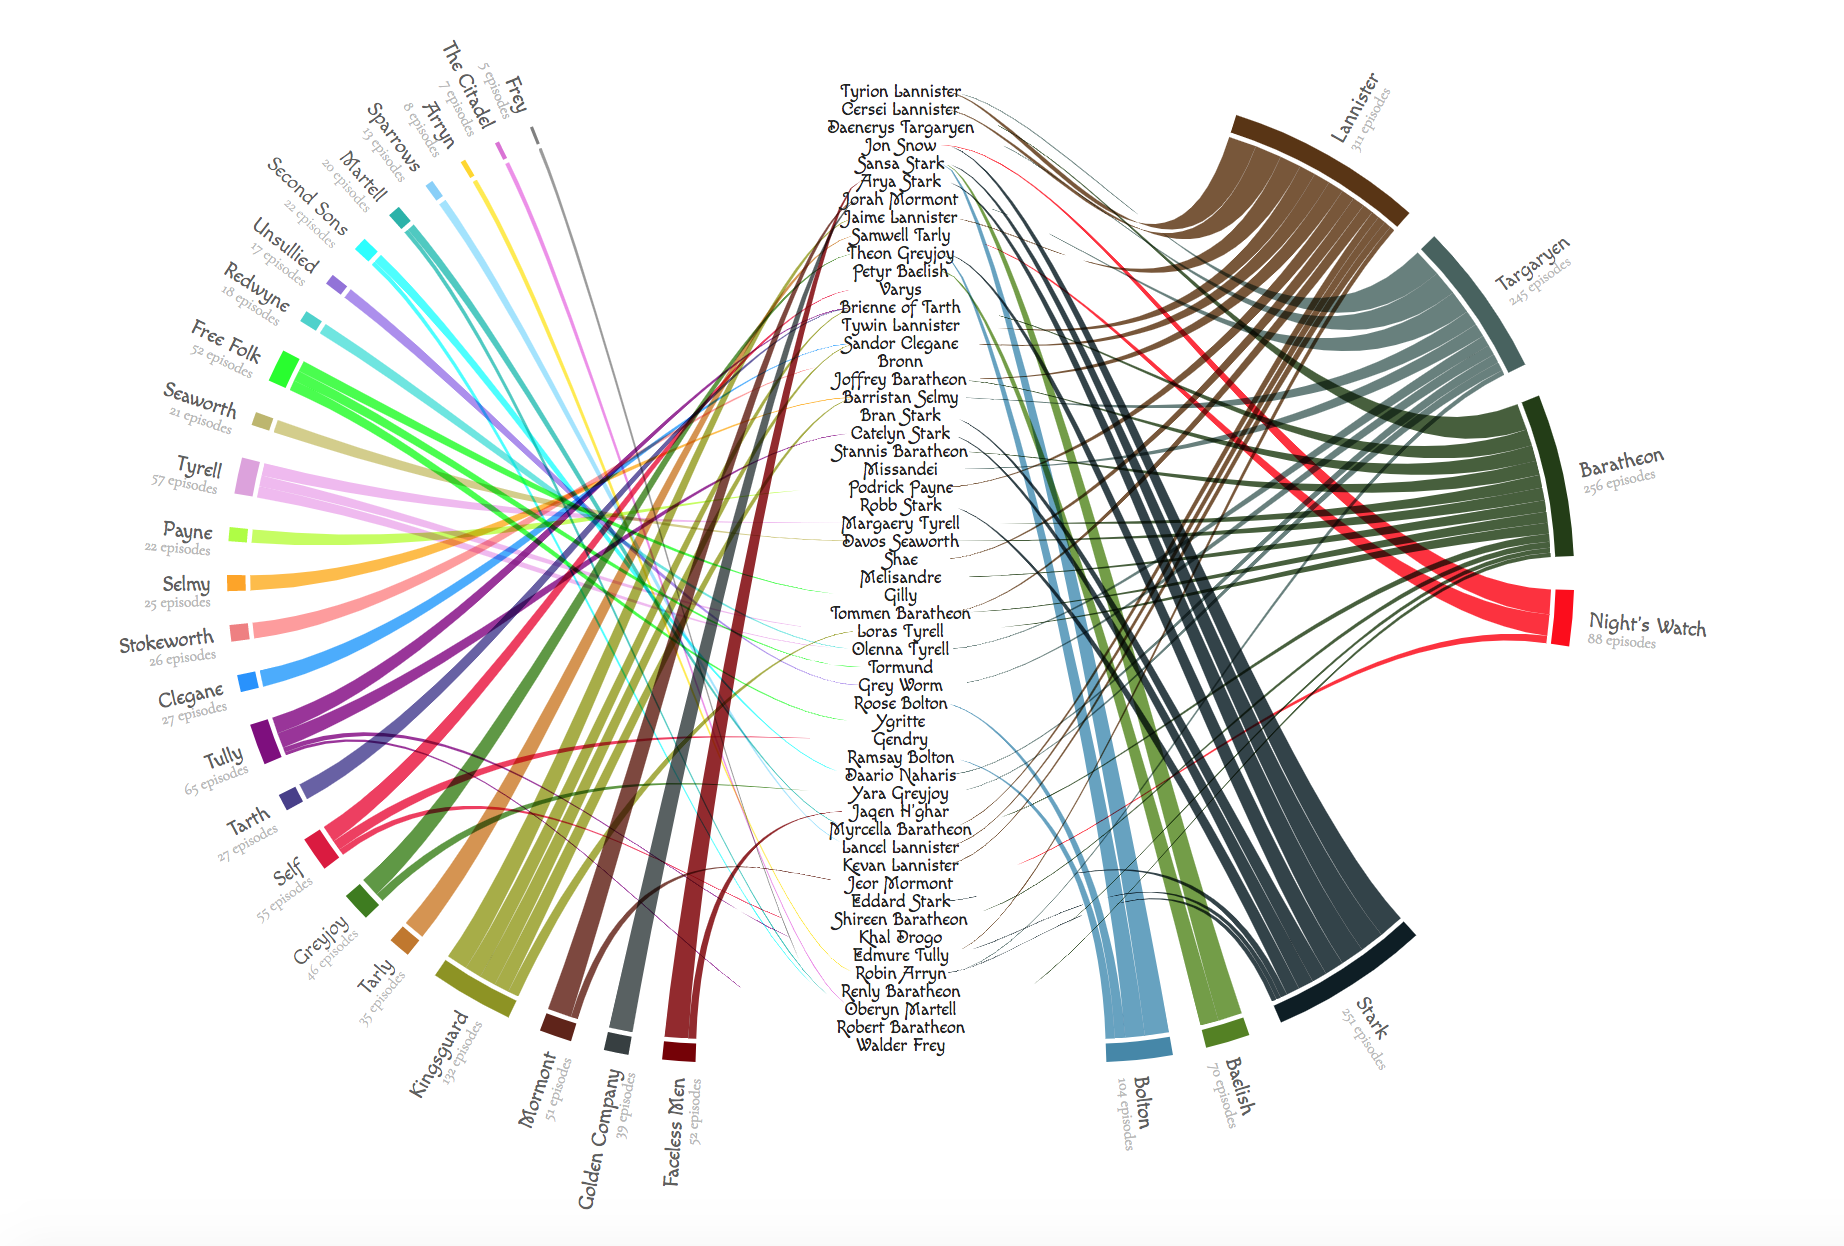 Frey
5 episodes
The Citadel
7 episodes
Arryn
8 episodes
Sparrows
13 episodes
Martell
20 episodes
Second Sons
22 episodes
Unsullied
17 episodes
Redwyne
18 episodes
Free Folk
52 episodes
Seaworth
21 episodes
Tyrell
57 episodes
Payne
22 episodes
Selmy
25 episodes
Stokeworth
26 episodes
Clegane
27 episodes
Tully
65 episodes
Tarth
27 episodes
Self
55 episodes
Greyjoy
46 episodes
Tarly
35 episodes
Kingsguard
132 episodes
Mormont
51 episodes
Golden Company
39 episodes
Faceless Men
52 episodes
Tyrion Lannister
Cersei Lannister
Daenerys Targaryen
Jon Snow
Sansa Stark
Arya Stark
Jorah Mormont
Jaime Lannister
Samwell Tarly
Theon Greyjoy
Petyr Baelish
Varys
Brienne of Tarth
Tywin Lannister
Sandor Clegane
Bronn
Joffrey Baratheon
Barristan Selmy
Bran Stark
Catelyn Stark
Stannis Baratheon
Missandei
Podrick Payne
Robb Stark
Margaery Tyrell
Davos Seaworth
Shae
Melisandre
Gilly
Tommen Baratheon
Loras Tyrell
Olenna Tyrell
Tormund
Grey Worm
Roose Bolton
Ygritte
Gendry
Ramsay Bolton
Daario Naharis
Yara Greyjoy
Jaqen H'ghar
Myrcella Baratheon
Lancel Lannister
Kevan Lannister
Jeor Mormont
Eddard Stark
Shireen Baratheon
Khal Drogo
Edmure Tully
Robin Arryn
Renly Baratheon
Oberyn Martell
Robert Baratheon
Walder Frey
Lannister
311 episodes
Targaryen
245 episodes
Baratheon
256 episodes
Night's Watch
88 episodes
Stark
251 episodes
Baelish
70 episodes
Bolton
104 episodes